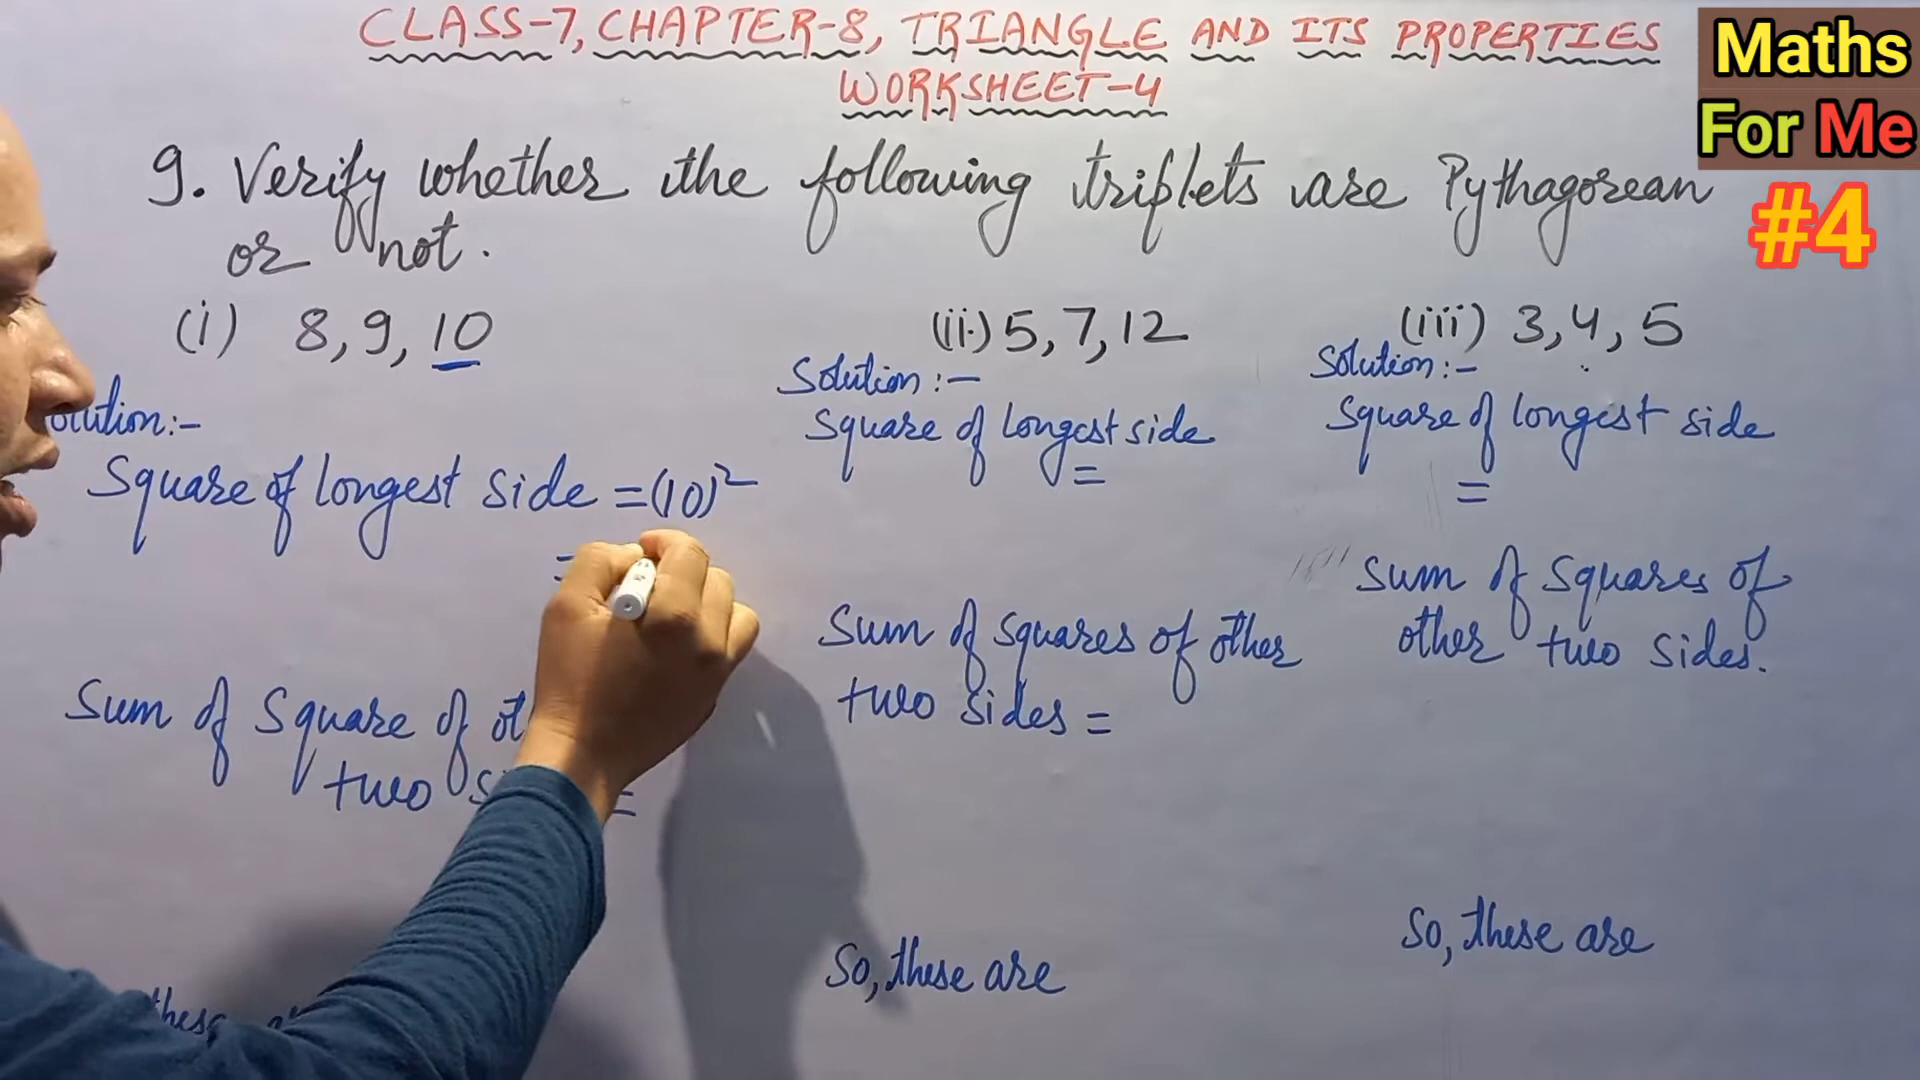 CLASS-7, CHAPTER-8, TRIANGLE AND ITS PROPERTIES
WORKSHEET-4
Maths
For Me
#4
9. Verify whether the following triplets are Pythagorean
or not.
(i) 8, 9, 10
(ii) 5, 7, 12
(iii) 3, 4, 5
olution:-
Square of longest side = (10)²
=
Sum of Square of
two
=
Solution :-
Square of longest side
=
Sum of squares of other
two sides =
So, these are
Solution :-
Square of longest side
=
Sum of squares of
other two sides.
So, these are